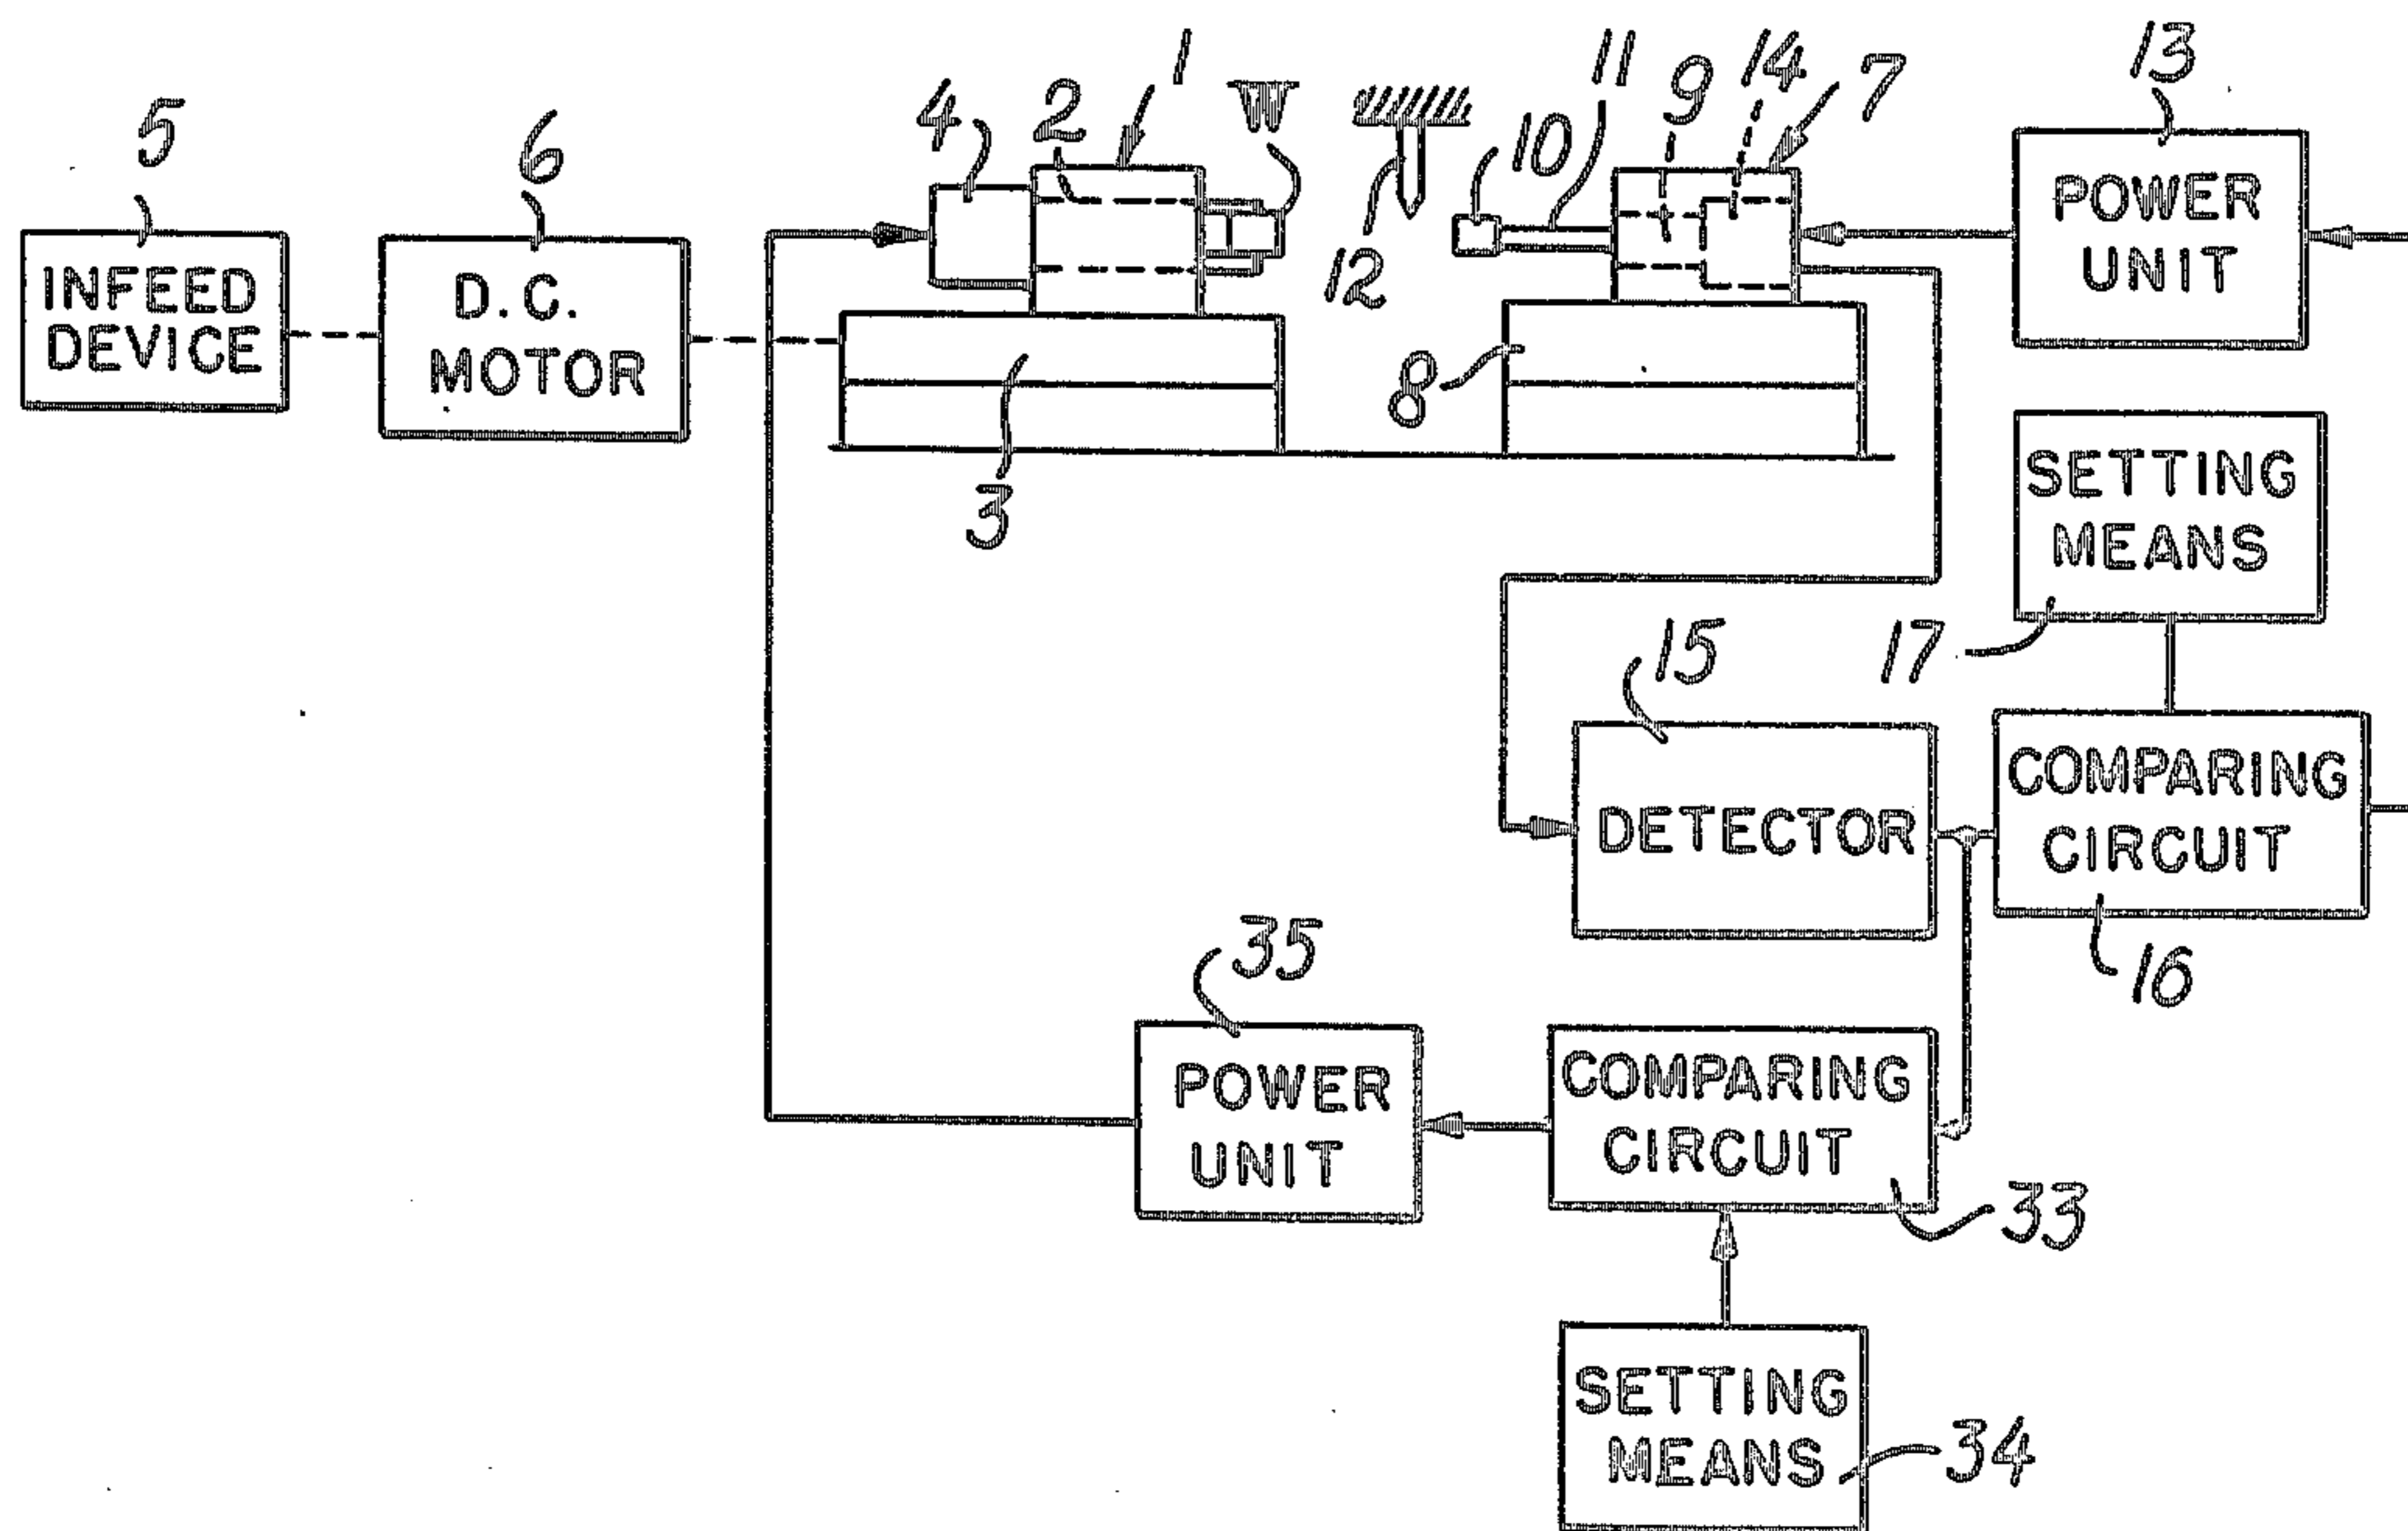 1
2
4
W
11
9
14
7
13
5
6
10
12
POWER
UNIT
INFEED
DEVICE
D.C.
MOTOR
8
3
SETTING
MEANS
17
15
DETECTOR
COMPARING
CIRCUIT
16
35
POWER
UNIT
COMPARING
CIRCUIT
33
SETTING
MEANS
34